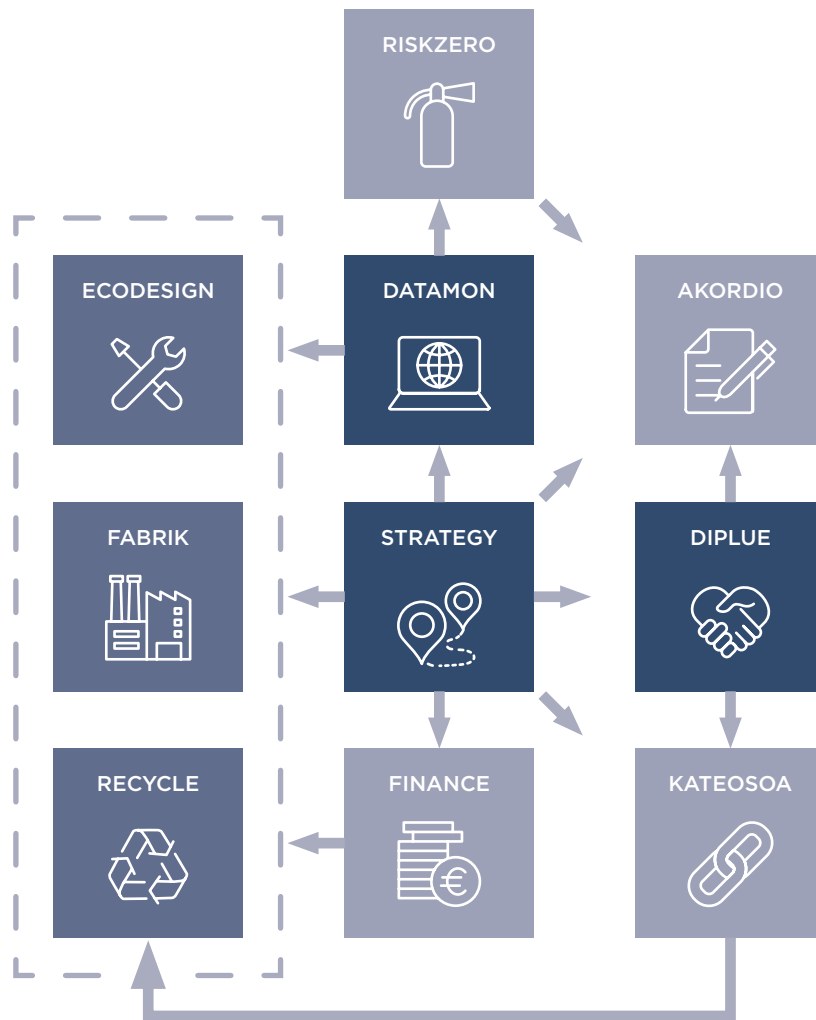 RISKZERO
ECODESIGN
DATAMON
AKORDIO
FABRIK
STRATEGY
DIPLUE
RECYCLE
FINANCE
KATEOSOA
€